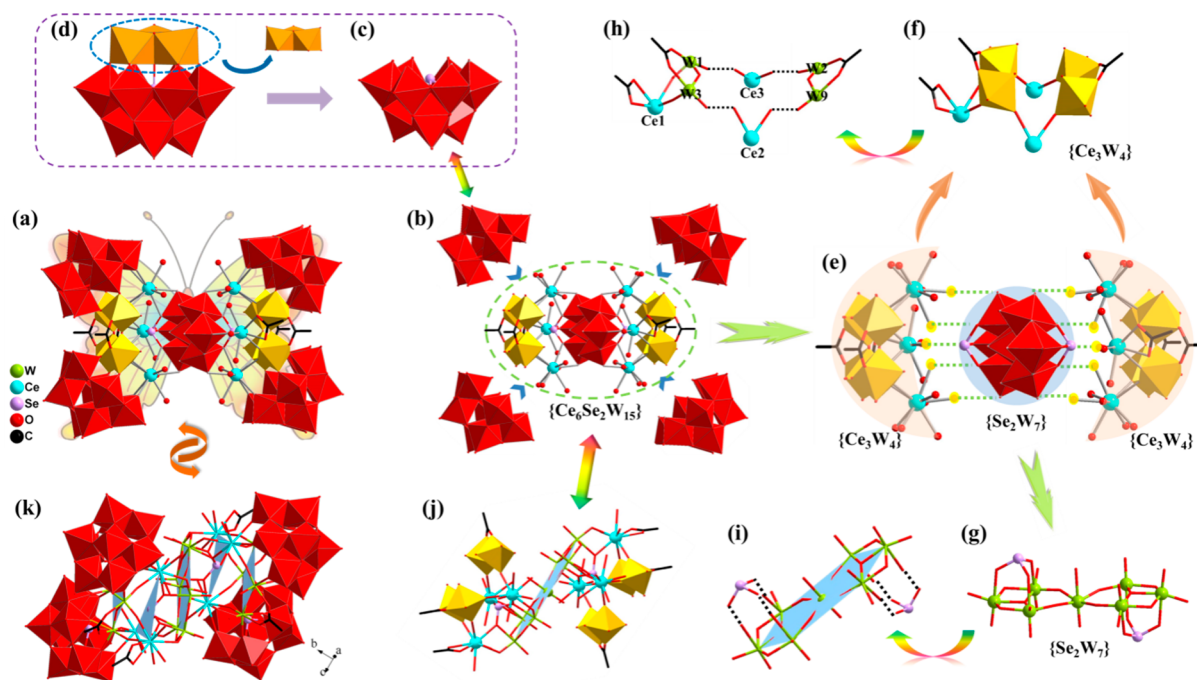 (d)
(c)
(h)
W1
W2
Ce3
W3
W9
Ce1
Ce2
(f)
{Ce3W4}
(a)
W
Ce
Se
O
C
(b)
{Ce6Se2W15}
(e)
{Se2W7}
{Ce3W4}
{Ce3W4}
(k)
b
a
c
(j)
(i)
(g)
{Se2W7}